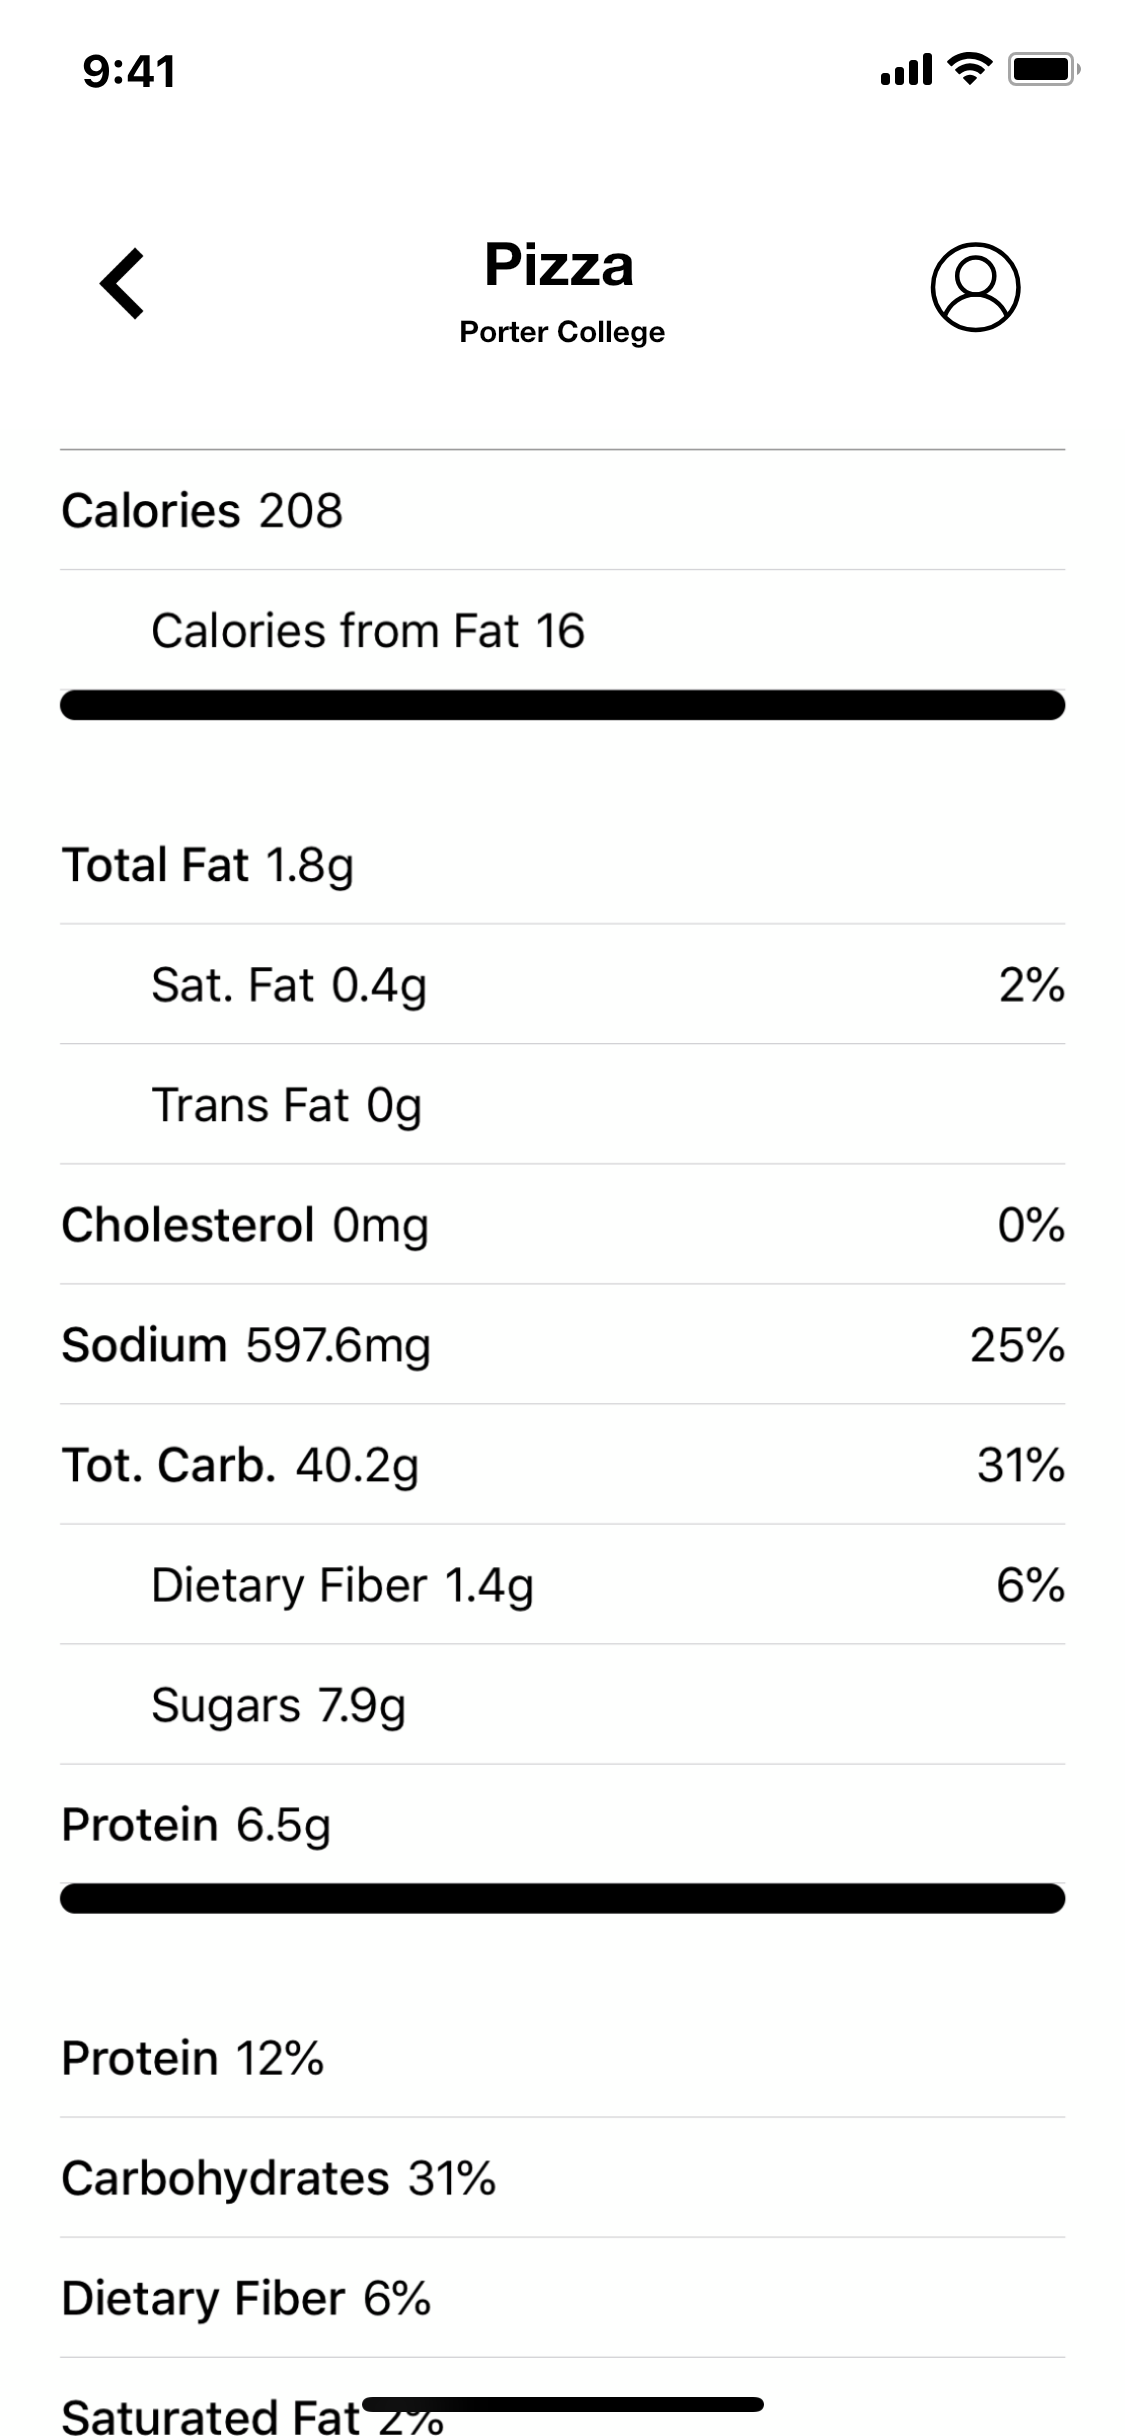 9:41
Pizza
Porter College
Calories 208
Calories from Fat 16
Total Fat 1.8g
Sat. Fat 0.4g 2%
Trans Fat 0g
Cholesterol 0mg 0%
Sodium 597.6mg 25%
Tot. Carb. 40.2g 31%
Dietary Fiber 1.4g 6%
Sugars 7.9g
Protein 6.5g
Protein 12%
Carbohydrates 31%
Dietary Fiber 6%
Saturated Fat 2%